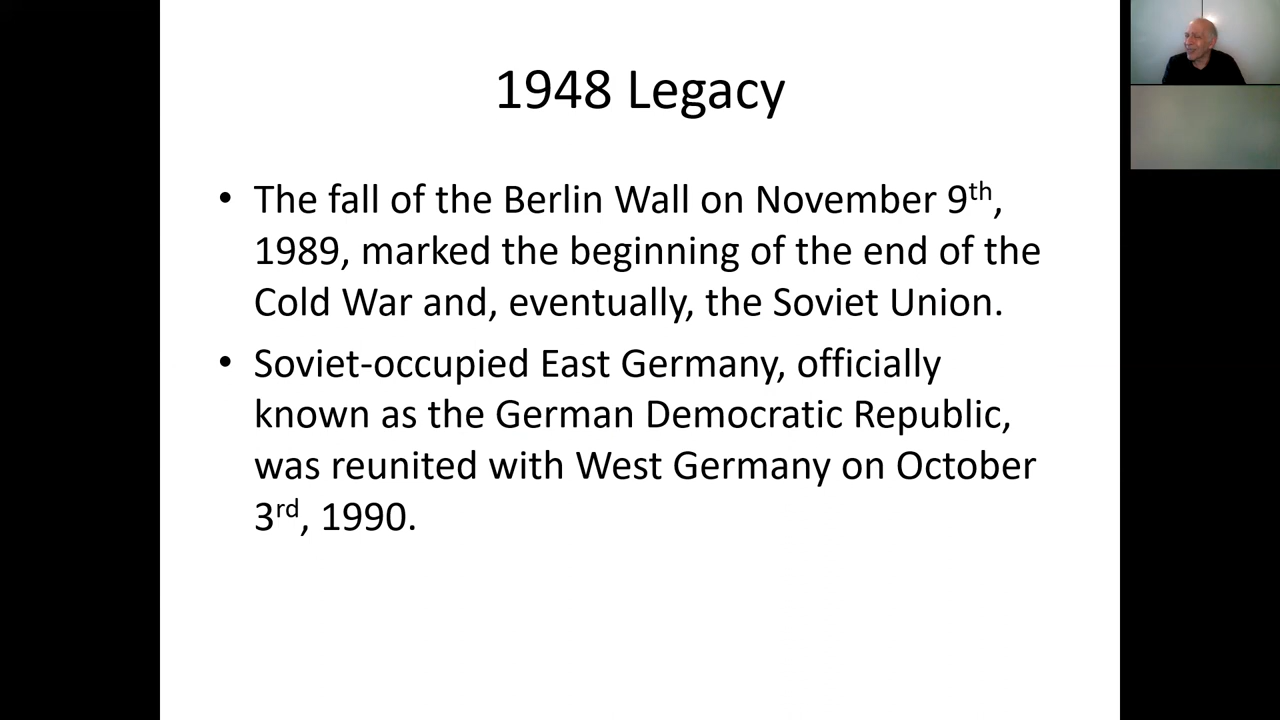 1948 Legacy
• The fall of the Berlin Wall on November 9th,
1989, marked the beginning of the end of the
Cold War and, eventually, the Soviet Union.
• Soviet-occupied East Germany, officially
known as the German Democratic Republic,
was reunited with West Germany on October
3rd, 1990.